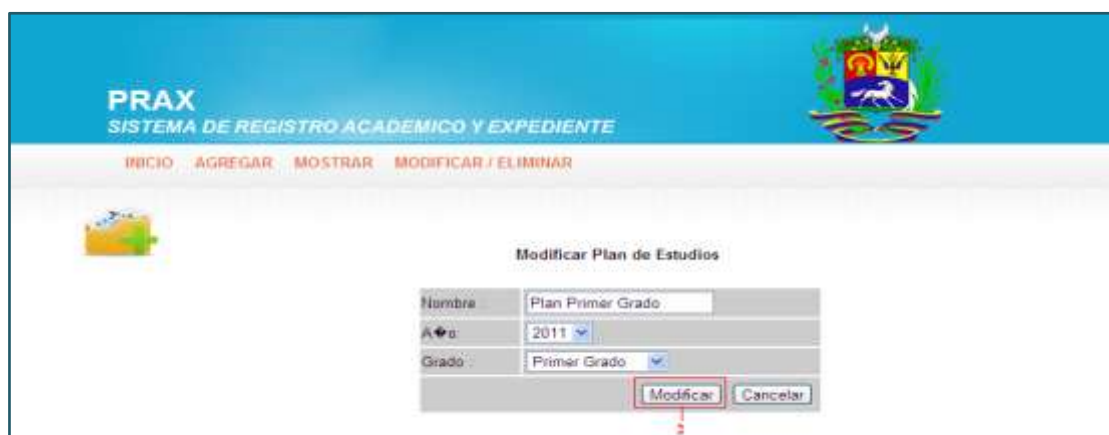 PRAX
SISTEMA DE REGISTRO ACADEMICO Y EXPEDIENTE
INICIO AGREGAR MOSTRAR MODIFICAR / ELIMINAR
Modificar Plan de Estudios
Nombre : Plan Primer Grado
A�o: 2011
Grado : Primer Grado
Modificar Cancelar